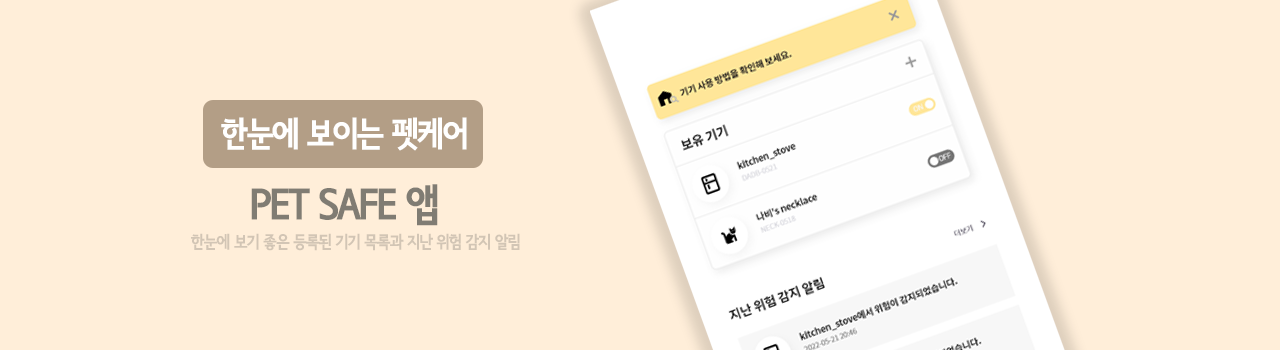 한눈에 보이는 펫케어
PET SAFE 앱
한눈에 보기 좋은 등록된 기기 목록과 지난 위험 감지 알림
기기 사용 방법을 확인해 보세요.
보유 기기
kitchen_stove
DADB-0521
ON
나비's necklace
NECK-0518
OFF
더보기
지난 위험 감지 알림
kitchen_stove에서 위험이 감지되었습니다.
2022-05-21 20:46